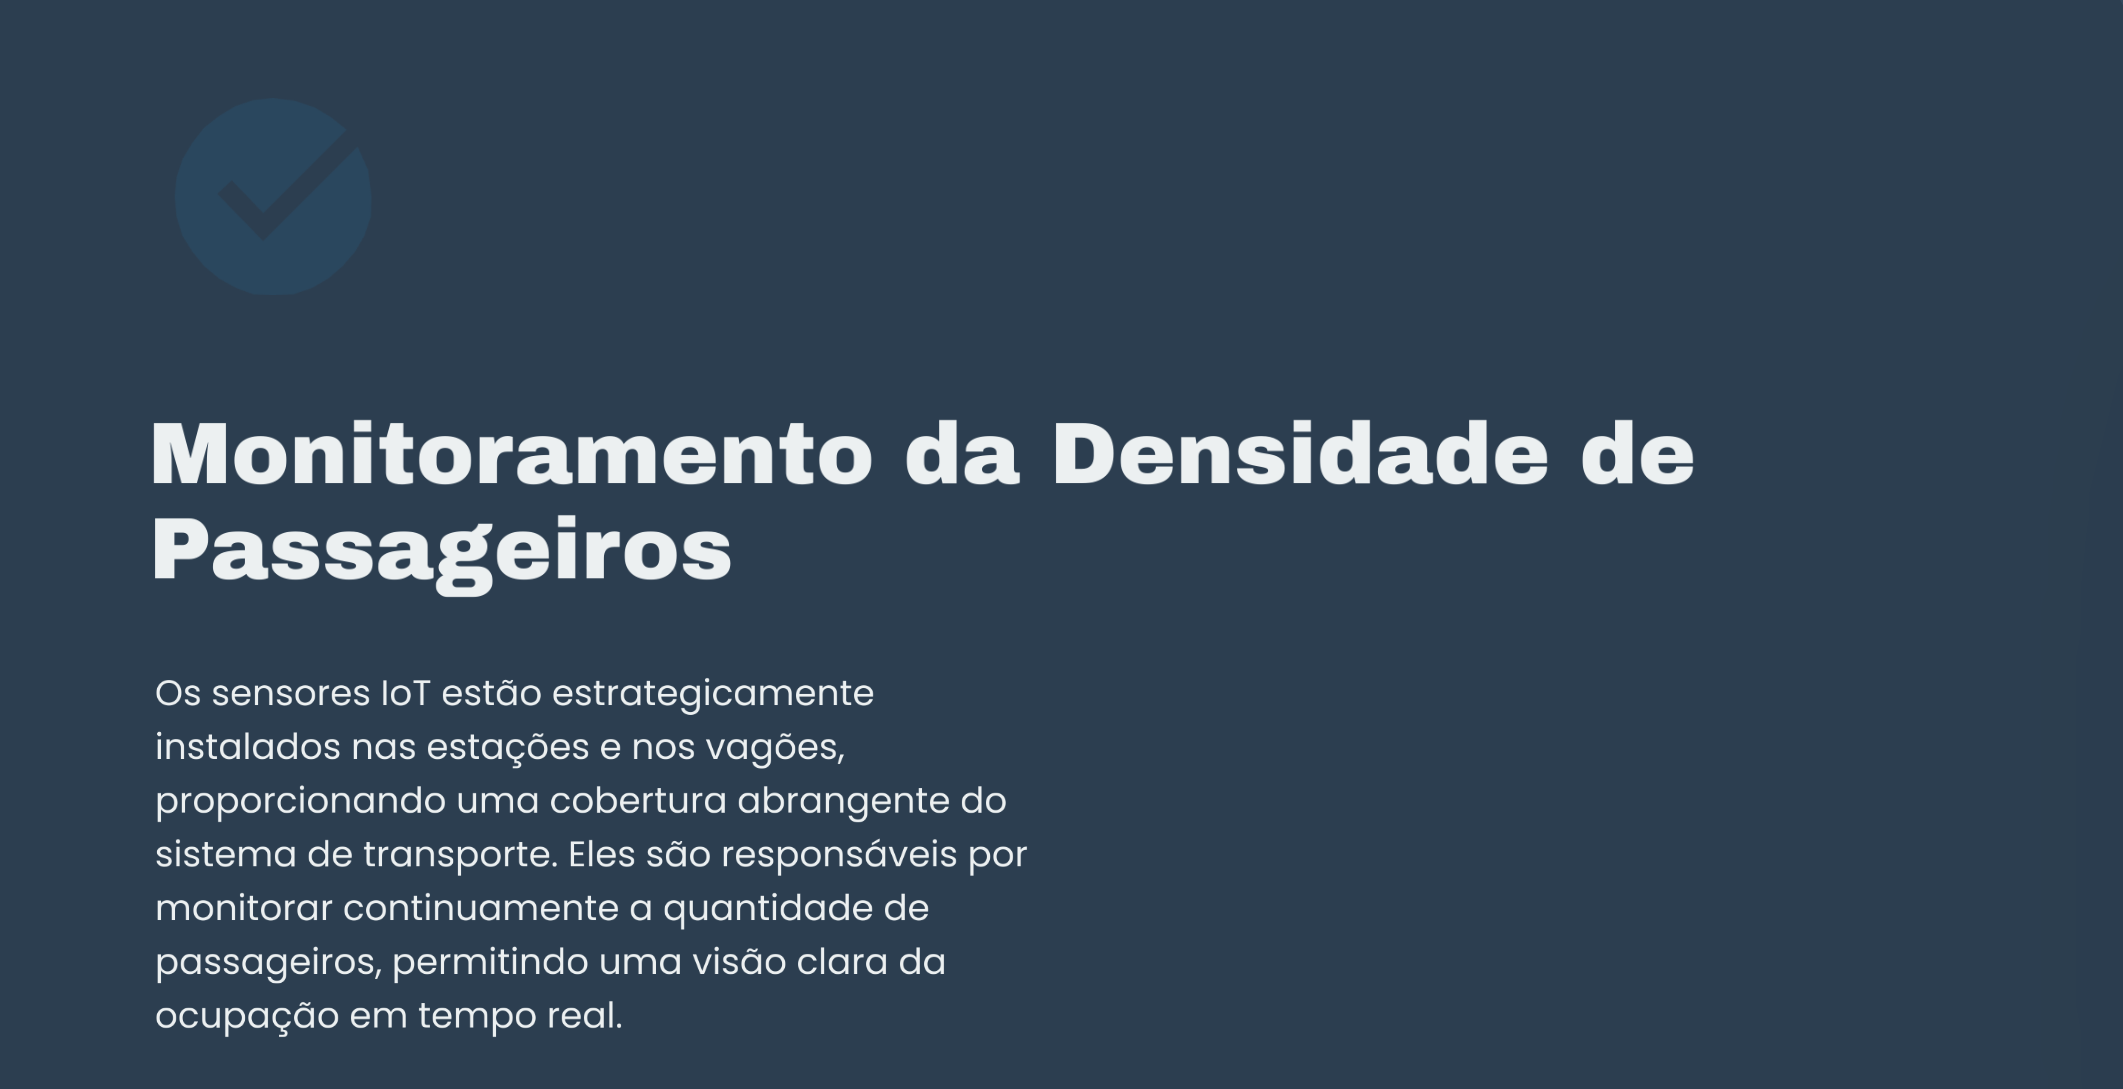 Monitoramento da Densidade de
Passageiros
Os sensores IoT estão estrategicamente
instalados nas estações e nos vagões,
proporcionando uma cobertura abrangente do
sistema de transporte. Eles são responsáveis por
monitorar continuamente a quantidade de
passageiros, permitindo uma visão clara da
ocupação em tempo real.